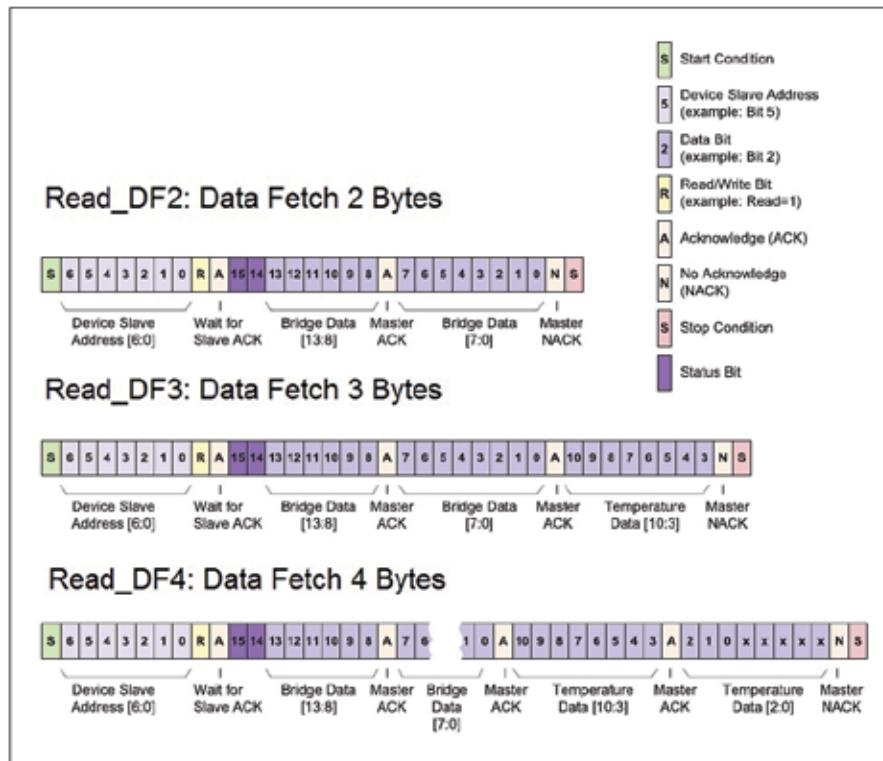 S Start Condition
5 Device Slave Address
(example: Bit 5)
2 Data Bit
(example: Bit 2)
R Read/Write Bit
(example: Read=1)
A Acknowledge (ACK)
N No Acknowledge
(NACK)
S Stop Condition
Status Bit
Read_DF2: Data Fetch 2 Bytes
S 6 5 4 3 2 1 0 R A 15 14 13 12 11 10 9 8 A 7 6 5 4 3 2 1 0 N S
Device Slave Wait for Bridge Data Master Bridge Data Master
Address [6:0] Slave ACK [13:8] ACK [7:0] NACK
Read_DF3: Data Fetch 3 Bytes
S 6 5 4 3 2 1 0 R A 15 14 13 12 11 10 9 8 A 7 6 5 4 3 2 1 0 A 10 9 8 7 6 5 4 3 N S
Device Slave Wait for Bridge Data Master Bridge Data Master Temperature Master
Address [6:0] Slave ACK [13:8] ACK [7:0] ACK Data [10:3] NACK
Read_DF4: Data Fetch 4 Bytes
S 6 5 4 3 2 1 0 R A 15 14 13 12 11 10 9 8 A 7 6 1 0 A 10 9 8 7 6 5 4 3 A 2 1 0 x x x x x N S
Device Slave Wait for Bridge Data Master Bridge Master Temperature Master Temperature Master
Address [6:0] Slave ACK [13:8] ACK Data ACK Data [10:3] ACK Data [2:0] NACK
[7:0]